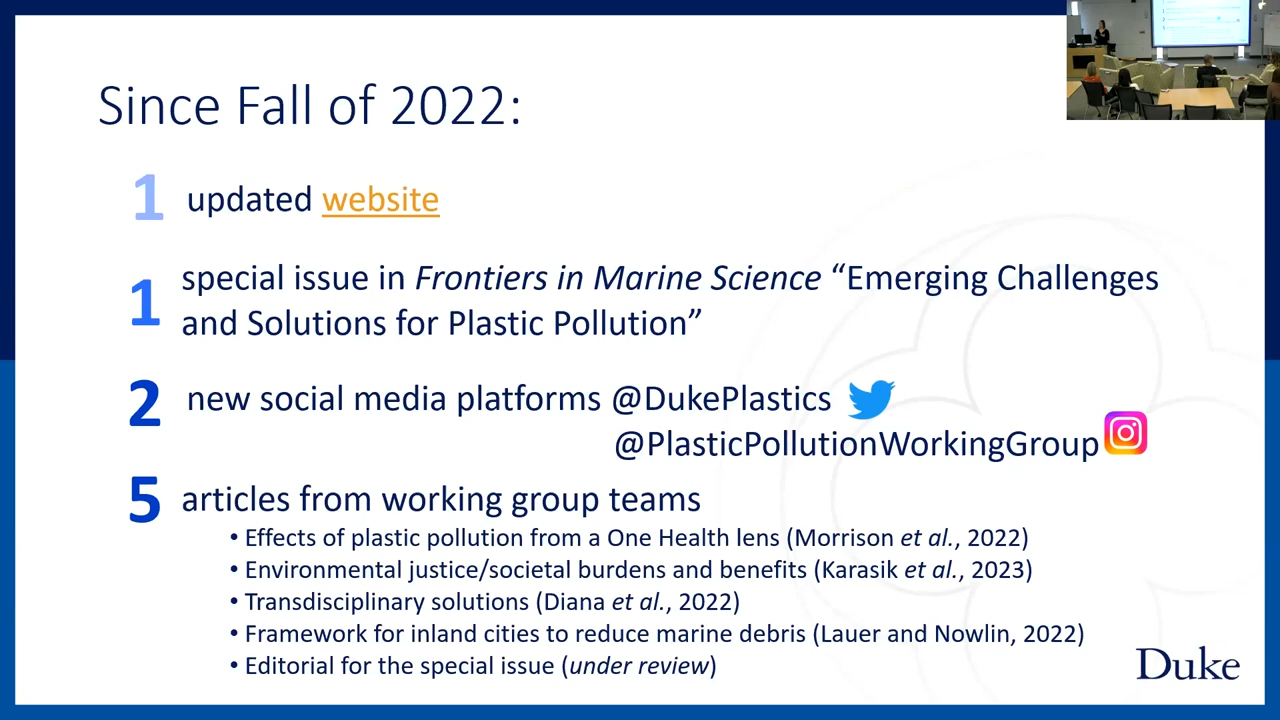 Since Fall of 2022:
1 updated website
1 special issue in Frontiers in Marine Science “Emerging Challenges
and Solutions for Plastic Pollution”
2 new social media platforms @DukePlastics
@PlasticPollutionWorkingGroup
5 articles from working group teams
• Effects of plastic pollution from a One Health lens (Morrison et al., 2022)
• Environmental justice/societal burdens and benefits (Karasik et al., 2023)
• Transdisciplinary solutions (Diana et al., 2022)
• Framework for inland cities to reduce marine debris (Lauer and Nowlin, 2022)
• Editorial for the special issue (under review)
Duke